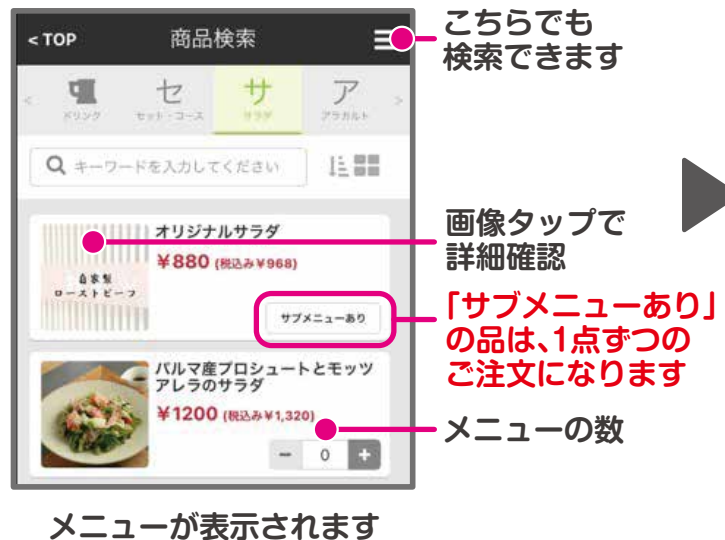 < TOP
商品検索
こちらでも
検索できます
<
ドリンク
セ
セット・コース
サ
サラダ
ア
アラカルト
>
キーワードを入力してください
オリジナルサラダ
¥880 (税込み¥968)
自家製
ローストビーフ
サブメニューあり
画像タップで
詳細確認
「サブメニューあり」
の品は、1点ずつの
ご注文になります
パルマ産プロシュートとモッツ
アレラのサラダ
¥1200 (税込み¥1,320)
− 0 +
メニューの数
メニューが表示されます